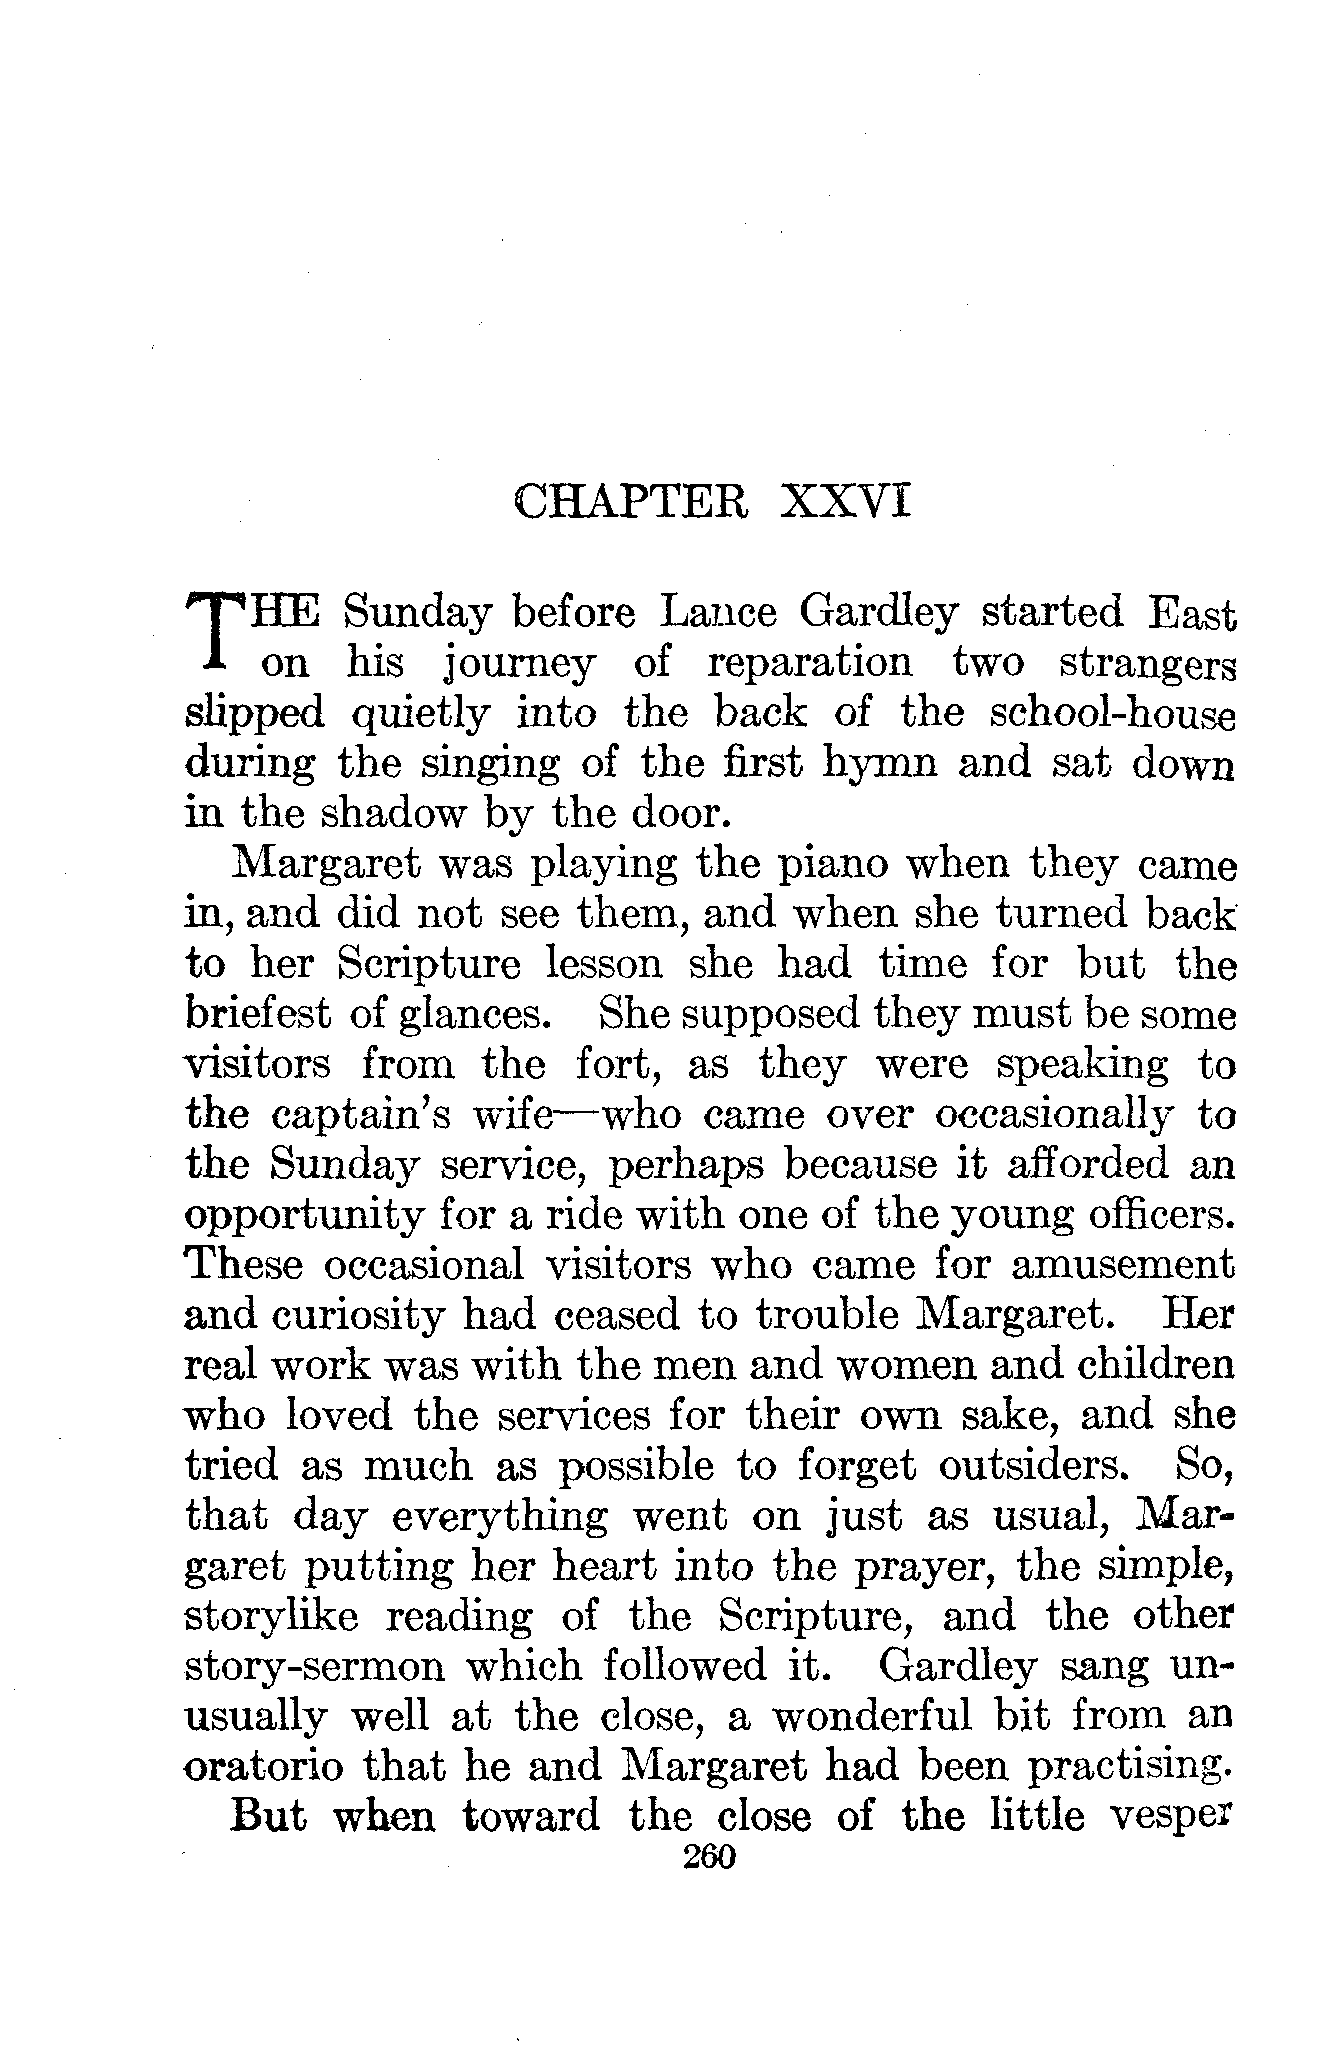 CHAPTER XXVI
THE Sunday before Lance Gardley started East
on his journey of reparation two strangers
slipped quietly into the back of the school-house
during the singing of the first hymn and sat down
in the shadow by the door.
Margaret was playing the piano when they came
in, and did not see them, and when she turned back
to her Scripture lesson she had time for but the
briefest of glances. She supposed they must be some
visitors from the fort, as they were speaking to
the captain's wife—who came over occasionally to
the Sunday service, perhaps because it afforded an
opportunity for a ride with one of the young officers.
These occasional visitors who came for amusement
and curiosity had ceased to trouble Margaret. Her
real work was with the men and women and children
who loved the services for their own sake, and she
tried as much as possible to forget outsiders. So,
that day everything went on just as usual, Mar-
garet putting her heart into the prayer, the simple,
storylike reading of the Scripture, and the other
story-sermon which followed it. Gardley sang un-
usually well at the close, a wonderful bit from an
oratorio that he and Margaret had been practising.
But when toward the close of the little vesper
260